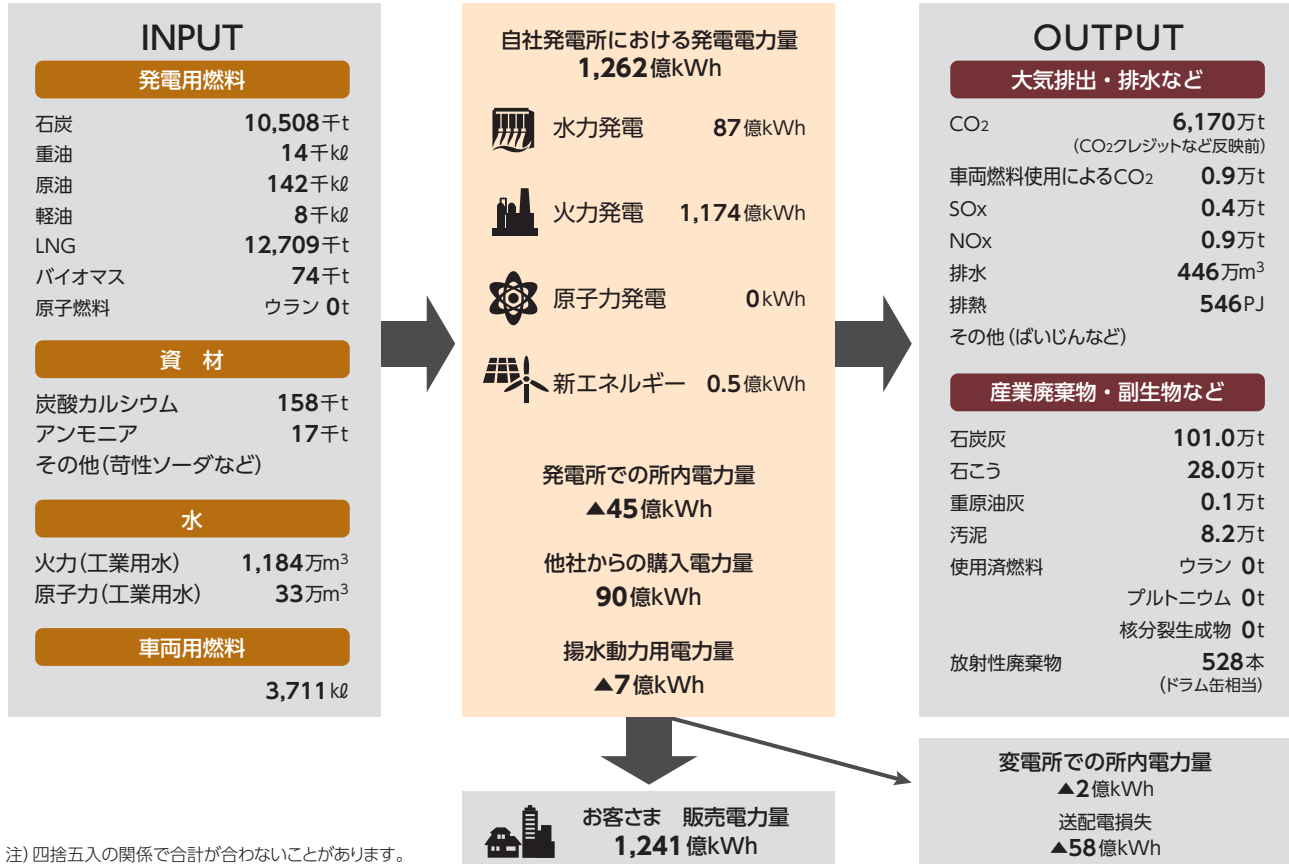 INPUT
発電用燃料
石炭 10,508千t
重油 14千kℓ
原油 142千kℓ
軽油 8千kℓ
LNG 12,709千t
バイオマス 74千t
原子燃料 ウラン 0t
資 材
炭酸カルシウム 158千t
アンモニア 17千t
その他(苛性ソーダなど)
水
火力(工業用水) 1,184万m³
原子力(工業用水) 33万m³
車両用燃料
3,711kℓ
自社発電所における発電電力量
1,262億kWh
水力発電 87億kWh
火力発電 1,174億kWh
原子力発電 0kWh
新エネルギー 0.5億kWh
発電所での所内電力量
▲45億kWh
他社からの購入電力量
90億kWh
揚水動力用電力量
▲7億kWh
お客さま 販売電力量
1,241億kWh
OUTPUT
大気排出・排水など
CO₂ 6,170万t
(CO₂クレジットなど反映前)
車両燃料使用によるCO₂ 0.9万t
SOx 0.4万t
NOx 0.9万t
排水 446万m³
排熱 546PJ
その他(ばいじんなど)
産業廃棄物・副生物など
石炭灰 101.0万t
石こう 28.0万t
重原油灰 0.1万t
汚泥 8.2万t
使用済燃料 ウラン 0t
プルトニウム 0t
核分裂生成物 0t
放射性廃棄物 528本
(ドラム缶相当)
変電所での所内電力量
▲2億kWh
送配電損失
▲58億kWh
注)四捨五入の関係で合計が合わないことがあります。